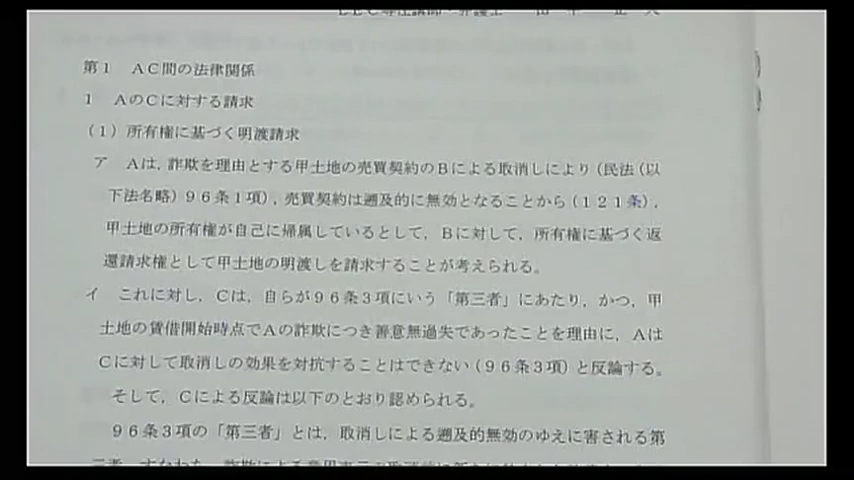 第１　ＡＣ間の法律関係
１　ＡのＣに対する請求
（１）所有権に基づく明渡請求
ア　Ａは，詐欺を理由とする甲土地の売買契約のＢによる取消しにより（民法（以
下法名略）９６条１項），売買契約は遡及的に無効となることから（１２１条），
甲土地の所有権が自己に帰属しているとして，Ｂに対して，所有権に基づく返
還請求権として甲土地の明渡しを請求することが考えられる。
イ　これに対し，Ｃは，自らが９６条３項にいう「第三者」にあたり，かつ，甲
土地の賃借開始時点でＡの詐欺につき善意無過失であったことを理由に，Ａは
Ｃに対して取消しの効果を対抗することはできない（９６条３項）と反論する。
そして，Ｃによる反論は以下のとおり認められる。
９６条３項の「第三者」とは，取消しによる遡及的無効のゆえに害される第